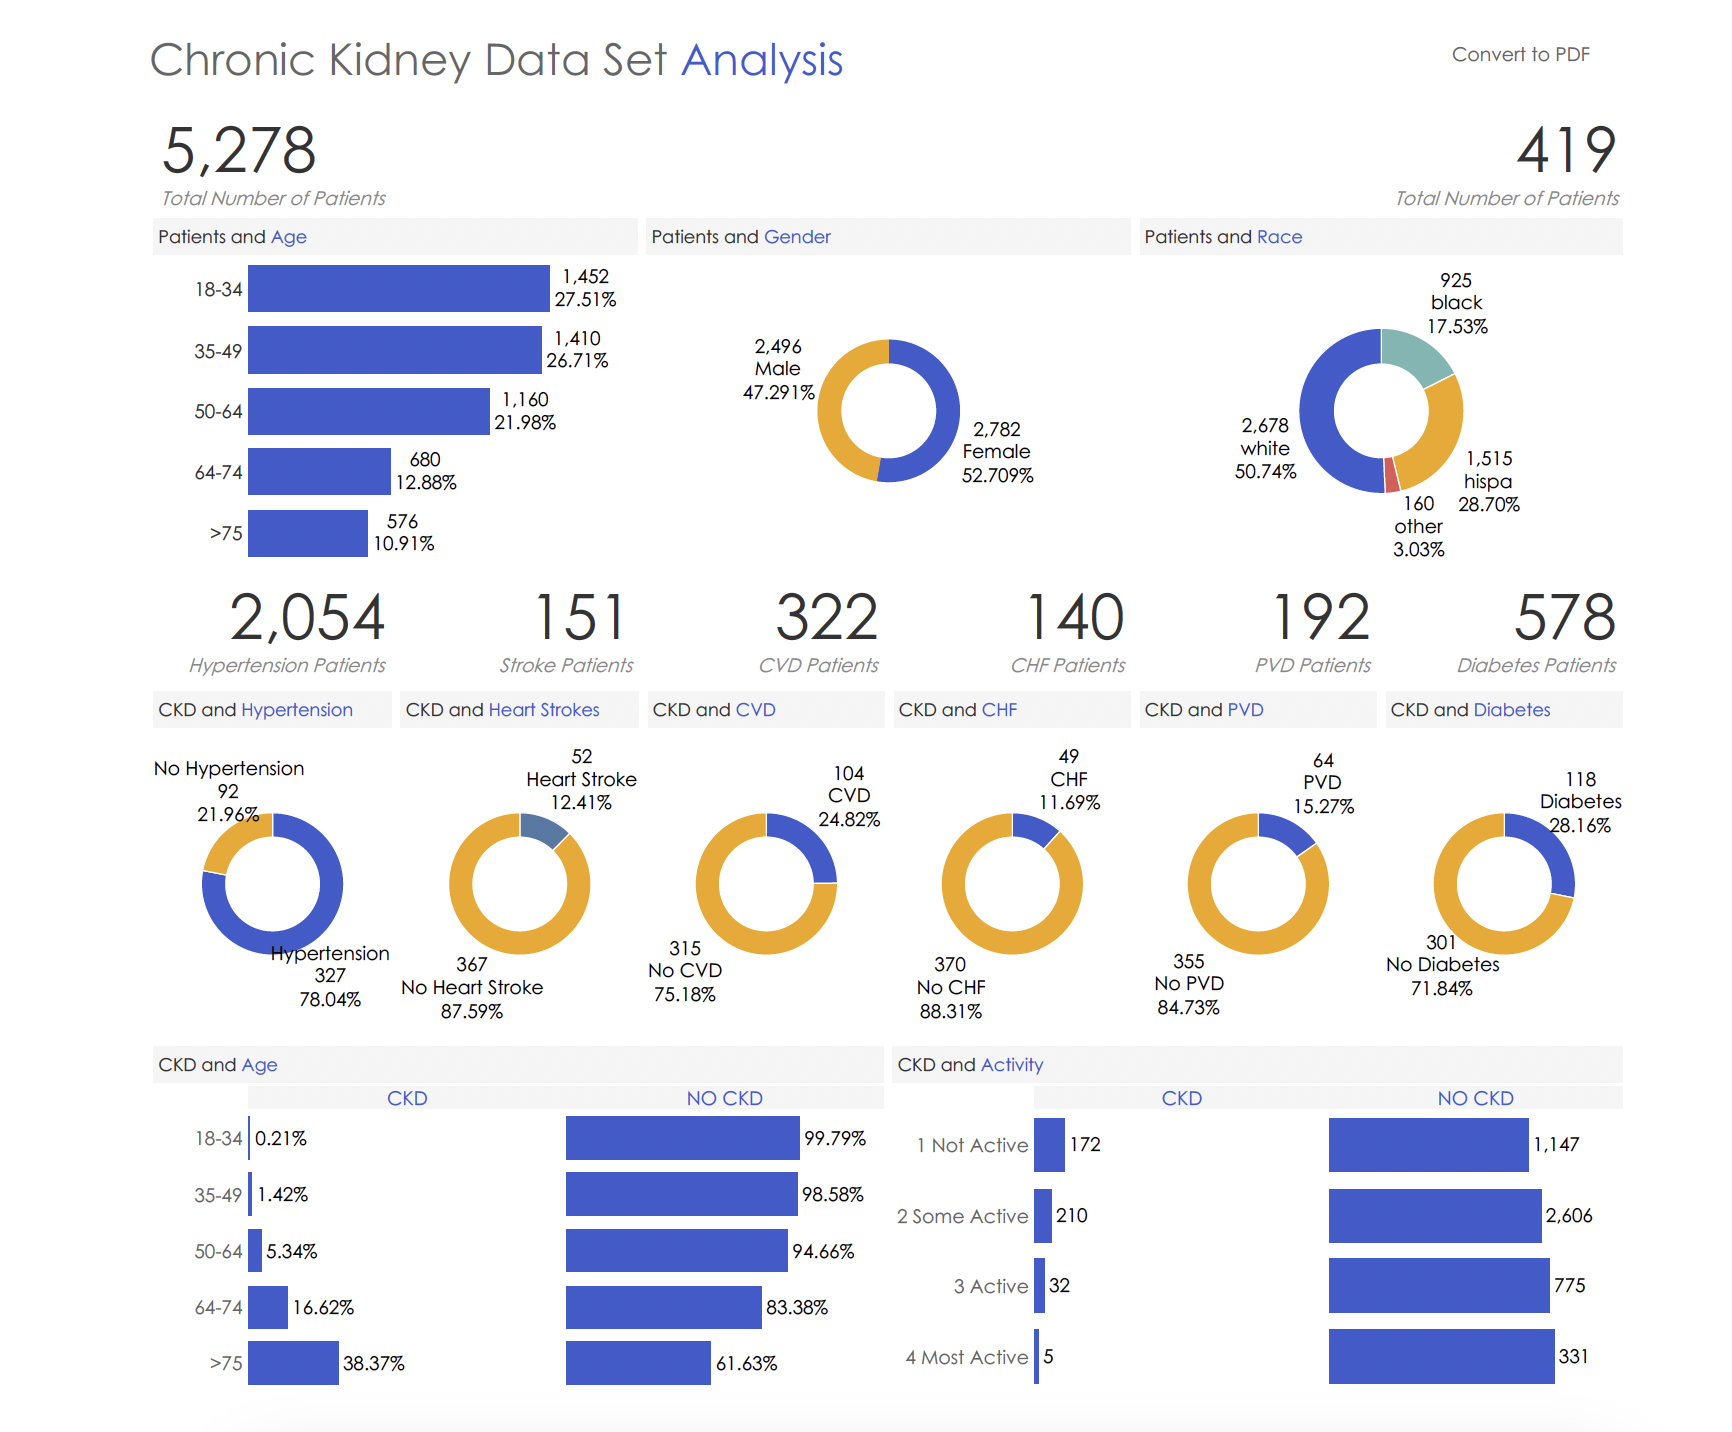 Chronic Kidney Data Set Analysis
Convert to PDF
5,278
Total Number of Patients
419
Total Number of Patients
Patients and Age
18-34
1,452
27.51%
35-49
1,410
26.71%
50-64
1,160
21.98%
64-74
680
12.88%
>75
576
10.91%
Patients and Gender
2,496
Male
47.291%
2,782
Female
52.709%
Patients and Race
925
black
17.53%
2,678
white
50.74%
1,515
hispa
28.70%
160
other
3.03%
2,054
Hypertension Patients
151
Stroke Patients
322
CVD Patients
140
CHF Patients
192
PVD Patients
578
Diabetes Patients
CKD and Hypertension
No Hypertension
92
21.96%
Hypertension
327
78.04%
CKD and Heart Strokes
52
Heart Stroke
12.41%
367
No Heart Stroke
87.59%
CKD and CVD
104
CVD
24.82%
315
No CVD
75.18%
CKD and CHF
49
CHF
11.69%
370
No CHF
88.31%
CKD and PVD
64
PVD
15.27%
355
No PVD
84.73%
CKD and Diabetes
118
Diabetes
28.16%
301
No Diabetes
71.84%
CKD and Age
CKD
NO CKD
18-34
0.21%
99.79%
35-49
1.42%
98.58%
50-64
5.34%
94.66%
64-74
16.62%
83.38%
>75
38.37%
61.63%
CKD and Activity
CKD
NO CKD
1 Not Active
172
1,147
2 Some Active
210
2,606
3 Active
32
775
4 Most Active
5
331